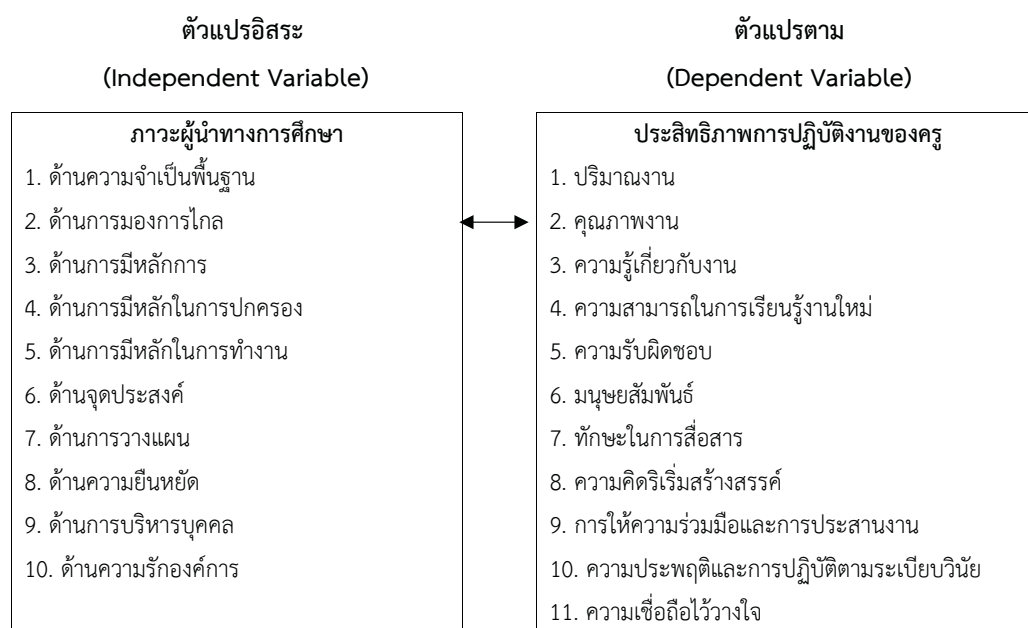 ตัวแปรอิสระ
(Independent Variable)
ภาวะผู้นำทางการศึกษา
1. ด้านความจำเป็นพื้นฐาน
2. ด้านการมองการไกล
3. ด้านการมีหลักการ
4. ด้านการมีหลักในการปกครอง
5. ด้านการมีหลักในการทำงาน
6. ด้านจุดประสงค์
7. ด้านการวางแผน
8. ด้านความยืนหยัด
9. ด้านการบริหารบุคคล
10. ด้านความรักองค์การ
ตัวแปรตาม
(Dependent Variable)
ประสิทธิภาพการปฏิบัติงานของครู
1. ปริมาณงาน
2. คุณภาพงาน
3. ความรู้เกี่ยวกับงาน
4. ความสามารถในการเรียนรู้งานใหม่
5. ความรับผิดชอบ
6. มนุษยสัมพันธ์
7. ทักษะในการสื่อสาร
8. ความคิดริเริ่มสร้างสรรค์
9. การให้ความร่วมมือและการประสานงาน
10. ความประพฤติและการปฏิบัติตามระเบียบวินัย
11. ความเชื่อถือไว้วางใจ